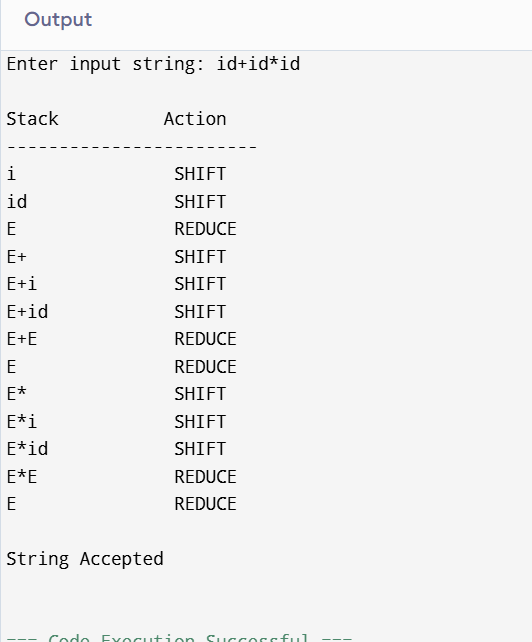 Output
Enter input string: id+id*id
Stack          Action
------------------------
i               SHIFT
id              SHIFT
E               REDUCE
E+              SHIFT
E+i             SHIFT
E+id            SHIFT
E+E             REDUCE
E               REDUCE
E*              SHIFT
E*i             SHIFT
E*id            SHIFT
E*E             REDUCE
E               REDUCE
String Accepted
=== Code Execution Successful ===